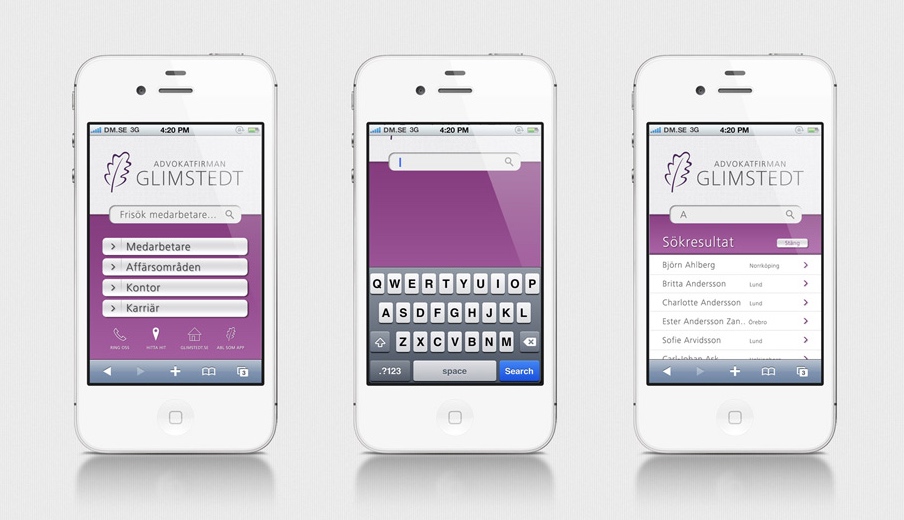 DM.SE 3G 4:20 PM
ADVOKATFIRMAN
GLIMSTEDT
Frisök medarbetare...
Medarbetare
Affärsområden
Kontor
Karriär
RING OSS HITTA HIT GLIMSTEDT.SE ANL. SOM APP
3
DM.SE 3G 4:20 PM
Q W E R T Y U I O P
A S D F G H J K L
Z X C V B N M
.?123 space Search
DM.SE 3G 4:20 PM
ADVOKATFIRMAN
GLIMSTEDT
A
Sökresultat Stäng
Björn Ahlberg Norrköping
Britta Andersson Lund
Charlotte Andersson Lund
Ester Andersson Zan.. Örebro
Sofie Arvidsson Lund
Carl-Johan Ask
3